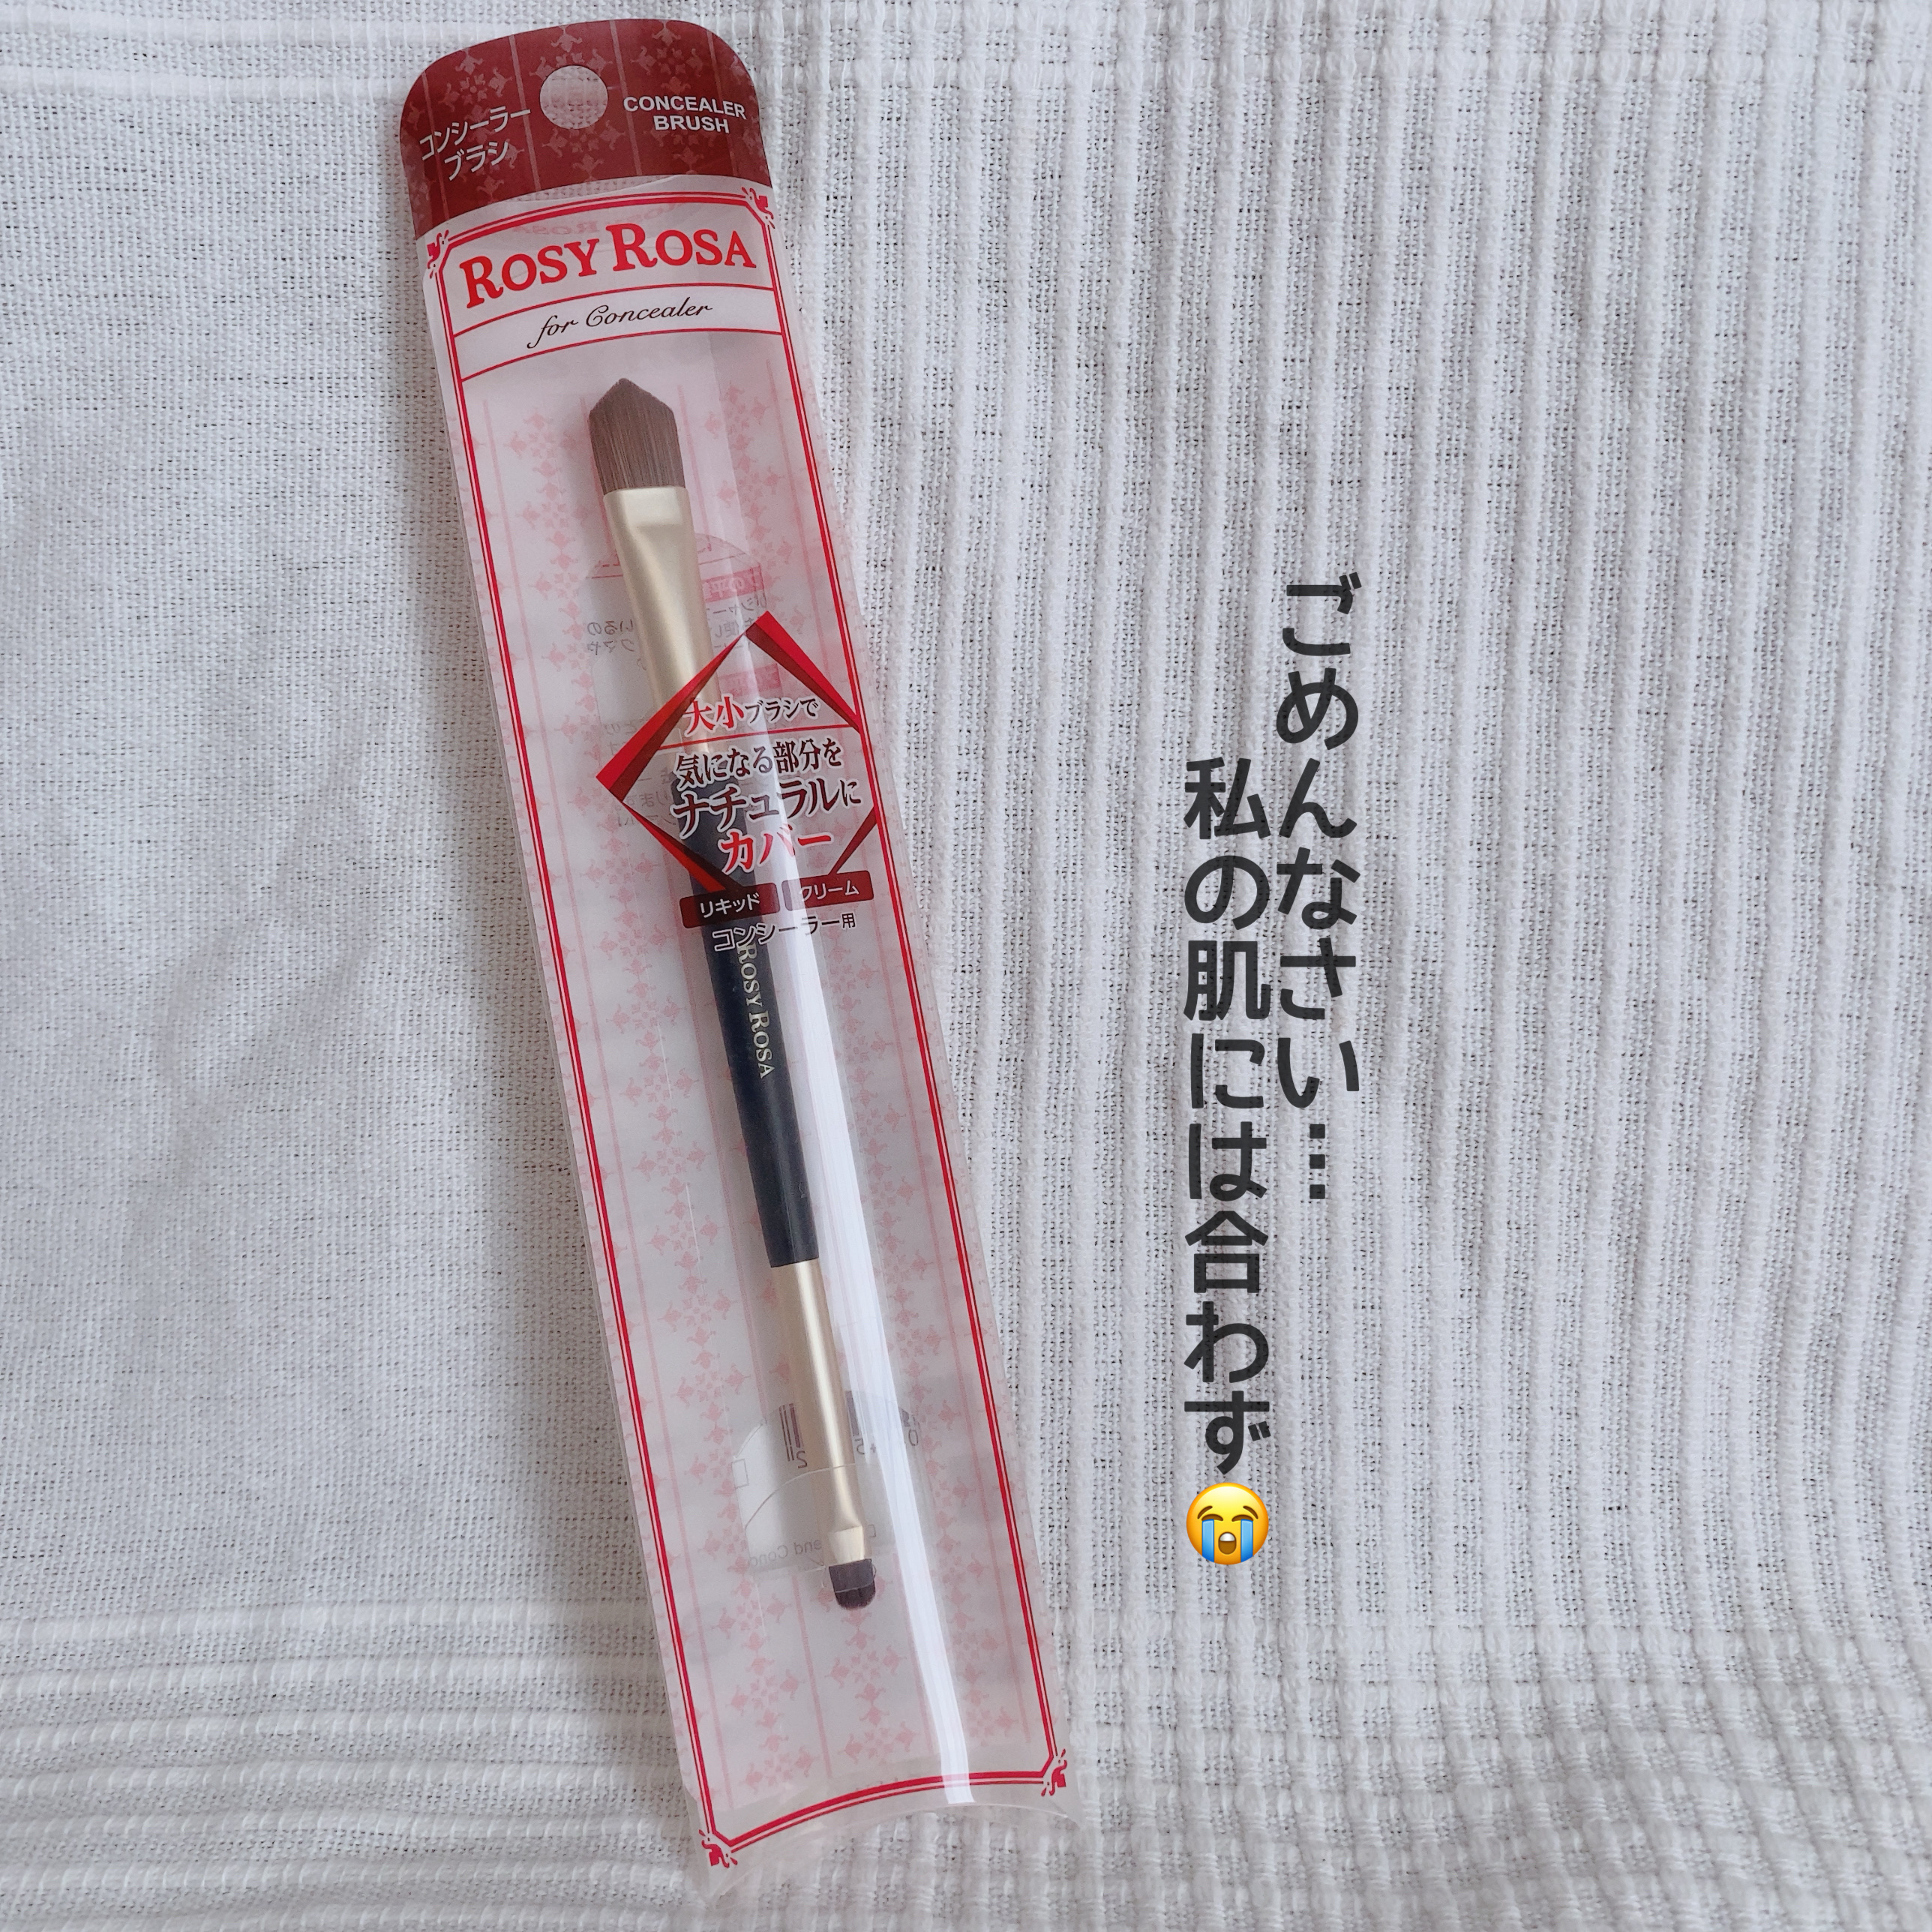 コンシーラー
ブラシ
CONCEALER
BRUSH
ROSY ROSA
for Concealer
大小ブラシで
気になる部分を
ナチュラルに
カバー
リキッド クリーム
コンシーラー用
ROSY ROSA
ごめんなさい…
私の肌には合わず😭